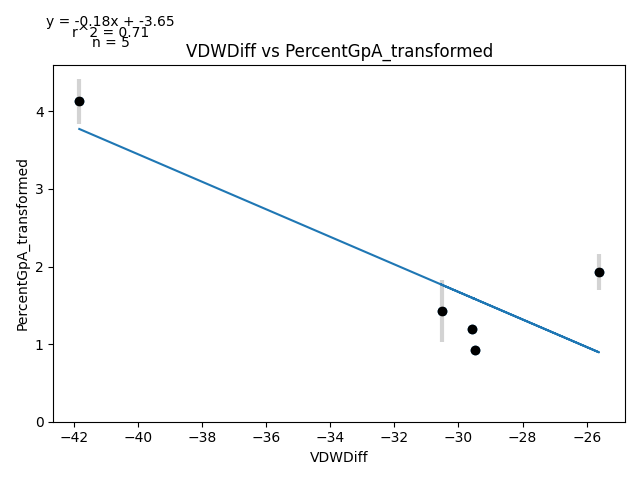 y = -0.18x + -3.65
r^2 = 0.71
n = 5
VDWDiff vs PercentGpA_transformed
PercentGpA_transformed
4
3
2
1
0
−42 −40 −38 −36 −34 −32 −30 −28 −26
VDWDiff